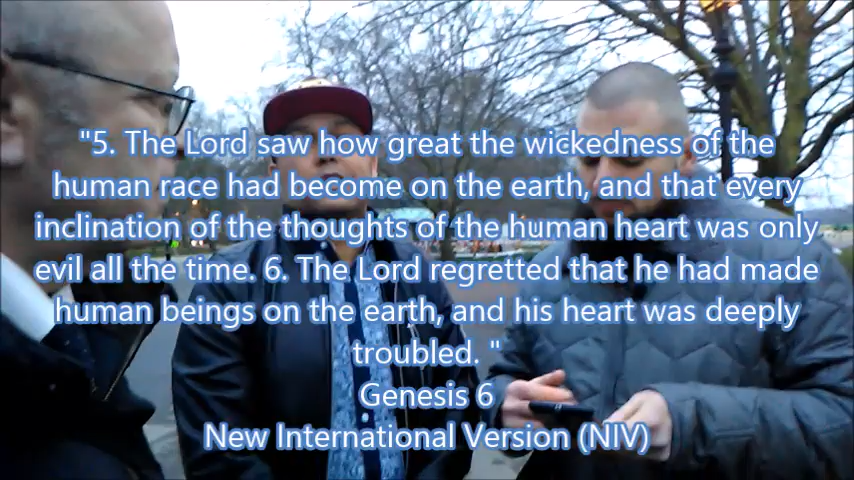 "5. The Lord saw how great the wickedness of the
human race had become on the earth, and that every
inclination of the thoughts of the human heart was only
evil all the time. 6. The Lord regretted that he had made
human beings on the earth, and his heart was deeply
troubled. "
Genesis 6
New International Version (NIV)